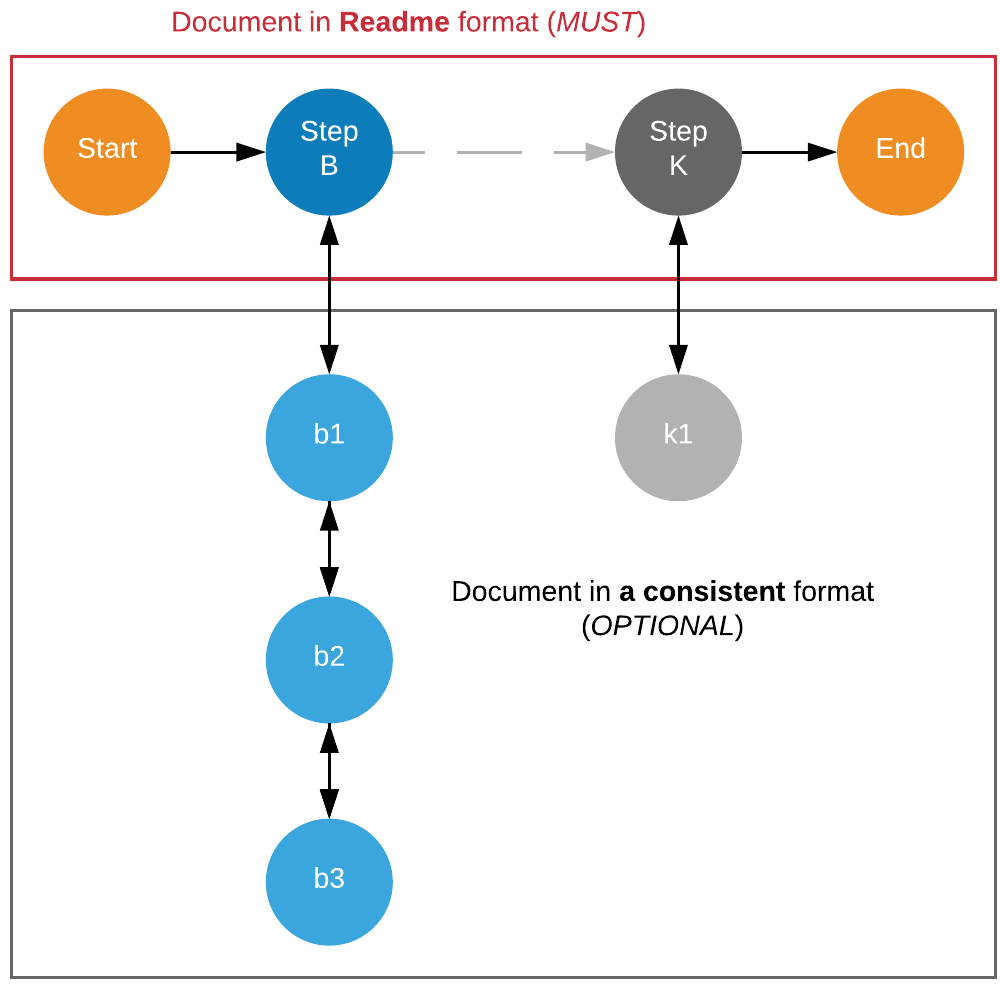 Document in Readme format (MUST)
Start
Step
B
Step
K
End
b1
k1
Document in a consistent format
(OPTIONAL)
b2
b3